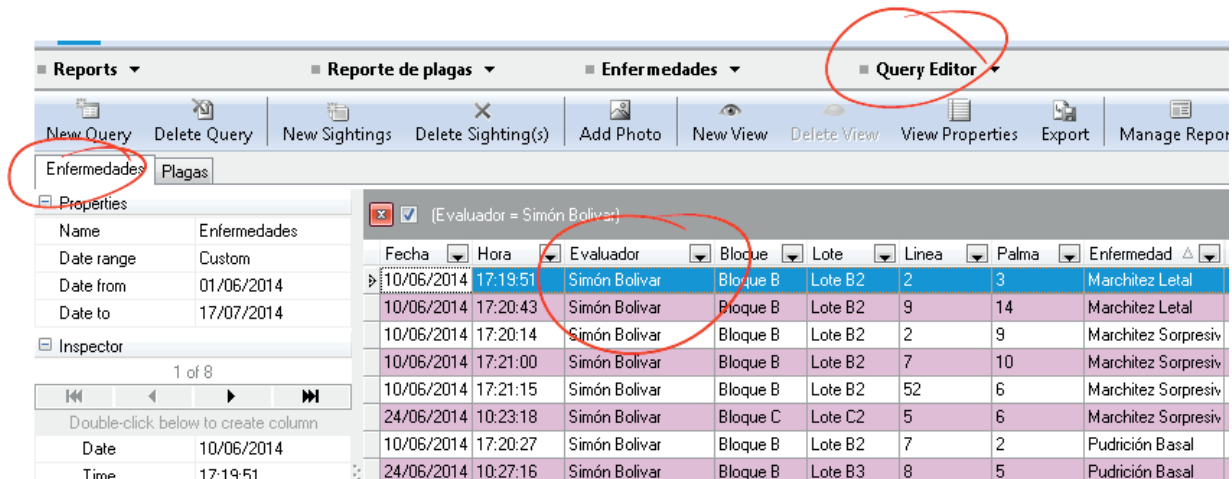 Reports Reporte de plagas Enfermedades Query Editor
New Query Delete Query New Sightings Delete Sighting(s) Add Photo New View Delete View View Properties Export Manage Repor
Enfermedades Plagas
Properties
Name Enfermedades
Date range Custom
Date from 01/06/2014
Date to 17/07/2014
Inspector
1 of 8
Double-click below to create column
Date 10/06/2014
Time 17:19:51
(Evaluador = Simón Bolivar)
Fecha Hora Evaluador Bloque Lote Linea Palma Enfermedad
10/06/2014 17:19:51 Simón Bolivar Bloque B Lote B2 2 3 Marchitez Letal
10/06/2014 17:20:43 Simón Bolivar Bloque B Lote B2 9 14 Marchitez Letal
10/06/2014 17:20:14 Simón Bolivar Bloque B Lote B2 2 9 Marchitez Sorpresiv
10/06/2014 17:21:00 Simón Bolivar Bloque B Lote B2 7 10 Marchitez Sorpresiv
10/06/2014 17:21:15 Simón Bolivar Bloque B Lote B2 52 6 Marchitez Sorpresiv
24/06/2014 10:23:18 Simón Bolivar Bloque C Lote C2 5 6 Marchitez Sorpresiv
10/06/2014 17:20:27 Simón Bolivar Bloque B Lote B2 7 2 Pudrición Basal
24/06/2014 10:27:16 Simón Bolivar Bloque B Lote B3 8 5 Pudrición Basal